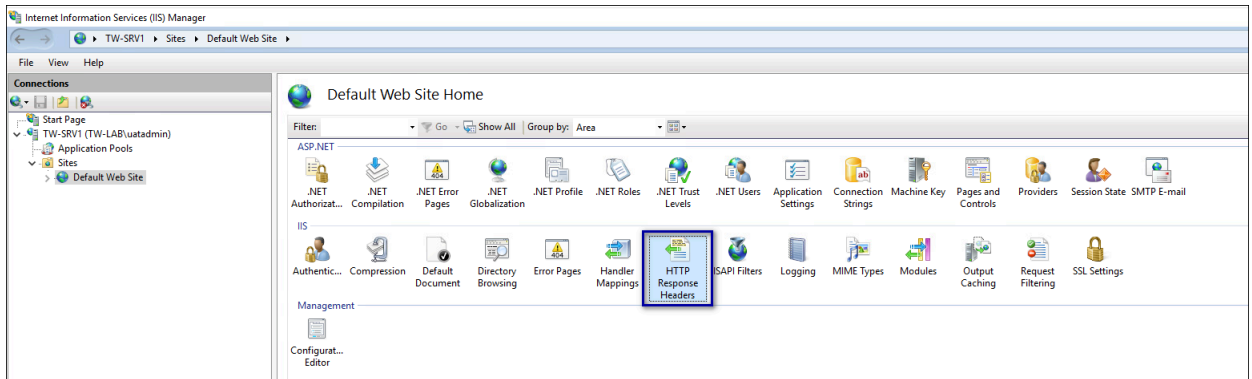 Internet Information Services (IIS) Manager
TW-SRV1 ▸ Sites ▸ Default Web Site ▸
File View Help
Connections
Start Page
TW-SRV1 (TW-LAB\uatadmin)
Application Pools
Sites
Default Web Site
Default Web Site Home
Filter: Go Show All Group by: Area
ASP.NET
.NET Authorizat...
.NET Compilation
.NET Error Pages
.NET Globalization
.NET Profile
.NET Roles
.NET Trust Levels
.NET Users
Application Settings
Connection Strings
Machine Key
Pages and Controls
Providers
Session State
SMTP E-mail
IIS
Authentic...
Compression
Default Document
Directory Browsing
Error Pages
Handler Mappings
HTTP Response Headers
ISAPI Filters
Logging
MIME Types
Modules
Output Caching
Request Filtering
SSL Settings
Management
Configurat... Editor